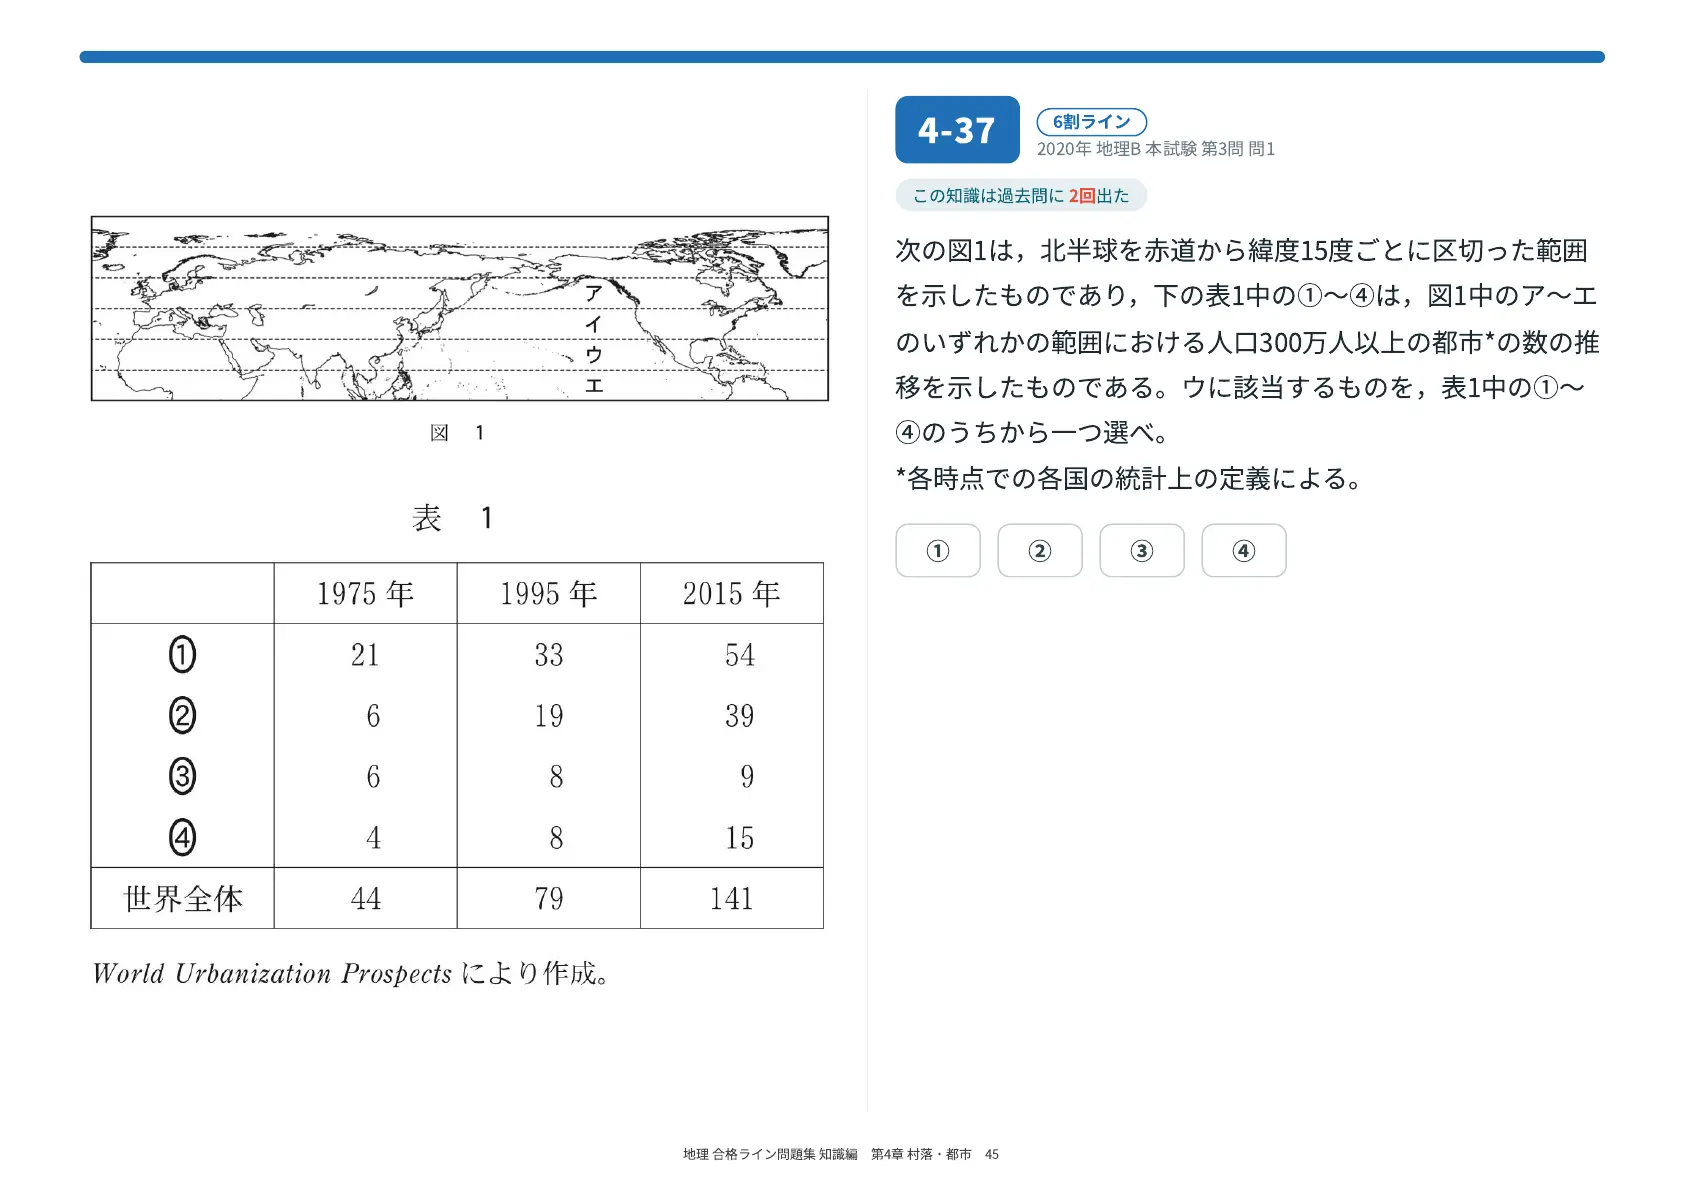 ア
イ
ウ
エ
図 1
表 1
1975年 1995年 2015年
① 21 33 54
② 6 19 39
③ 6 8 9
④ 4 8 15
世界全体 44 79 141
World Urbanization Prospects により作成。
4-37
6割ライン
2020年 地理B 本試験 第3問 問1
この知識は過去問に 2回出た
次の図1は，北半球を赤道から緯度15度ごとに区切った範囲
を示したものであり，下の表1中の①～④は，図1中のア～エ
のいずれかの範囲における人口300万人以上の都市*の数の推
移を示したものである。ウに該当するものを，表1中の①～
④のうちから一つ選べ。
*各時点での各国の統計上の定義による。
① ② ③ ④
地理 合格ライン問題集 知識編 第4章 村落・都市 45